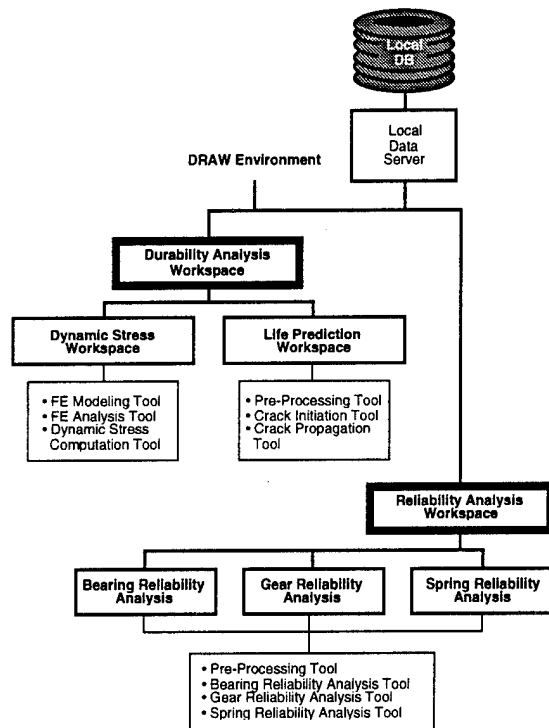 Local
DB
Local
Data
Server
DRAW Environment
Durability Analysis
Workspace
Dynamic Stress
Workspace
Life Prediction
Workspace
• FE Modeling Tool
• FE Analysis Tool
• Dynamic Stress
Computation Tool
• Pre-Processing Tool
• Crack Initiation Tool
• Crack Propagation
Tool
Reliability Analysis
Workspace
Bearing Reliability
Analysis
Gear Reliability
Analysis
Spring Reliability
Analysis
• Pre-Processing Tool
• Bearing Reliability Analysis Tool
• Gear Reliability Analysis Tool
• Spring Reliability Analysis Tool